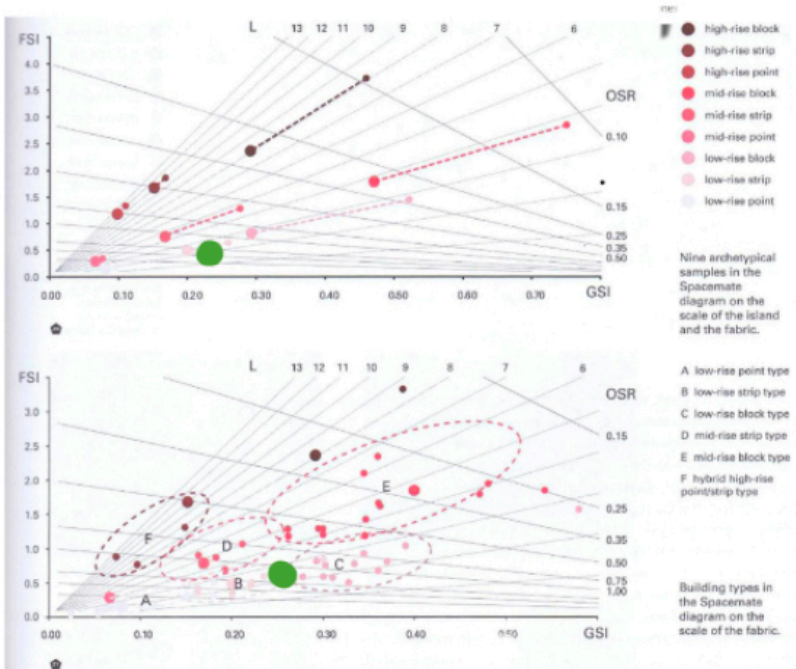 FSI
L 13 12 11 10 9 8 7 6
4.0
3.5
3.0
2.5
2.0
1.5
1.0
0.5
0.0
OSR
0.10
0.15
0.25
0.35
0.50
0.00 0.10 0.20 0.30 0.40 0.50 0.60 0.70
GSI
high-rise block
high-rise strip
high-rise point
mid-rise block
mid-rise strip
mid-rise point
low-rise block
low-rise strip
low-rise point
Nine archetypical
samples in the
Spacemate
diagram on the
scale of the island
and the fabric.
FSI
L 13 12 11 10 9 8 7 6
3.0
2.5
2.0
1.5
1.0
0.5
0.0
OSR
0.15
0.25
0.35
0.50
0.75
1.00
E
F
D
C
B
A
0.00 0.10 0.20 0.30 0.40 0.50
GSI
A low-rise point type
B low-rise strip type
C low-rise block type
D mid-rise strip type
E mid-rise block type
F hybrid high-rise
point/strip type
Building types in
the Spacemate
diagram on the
scale of the fabric.